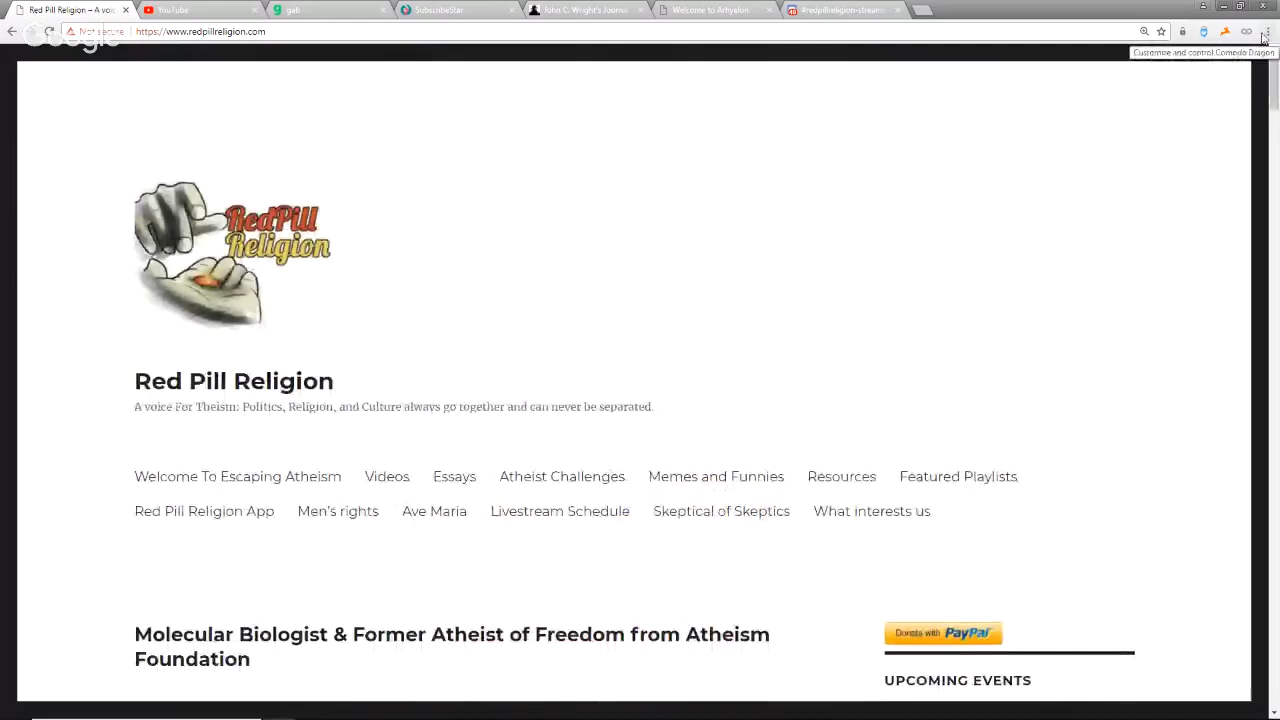 Red Pill Religion – A voic
YouTube
gab
SubscribeStar
John C. Wright's Journal
Welcome to Arhyelon
#redpillreligion-stream
Google
Not secure
https://www.redpillreligion.com
Customize and control Comodo Dragon
RedPill
Religion
Red Pill Religion
A voice For Theism: Politics, Religion, and Culture always go together and can never be separated.
Welcome To Escaping Atheism Videos Essays Atheist Challenges Memes and Funnies Resources Featured Playlists
Red Pill Religion App Men's rights Ave Maria Livestream Schedule Skeptical of Skeptics What interests us
Molecular Biologist & Former Atheist of Freedom from Atheism
Foundation
Donate with PayPal
UPCOMING EVENTS